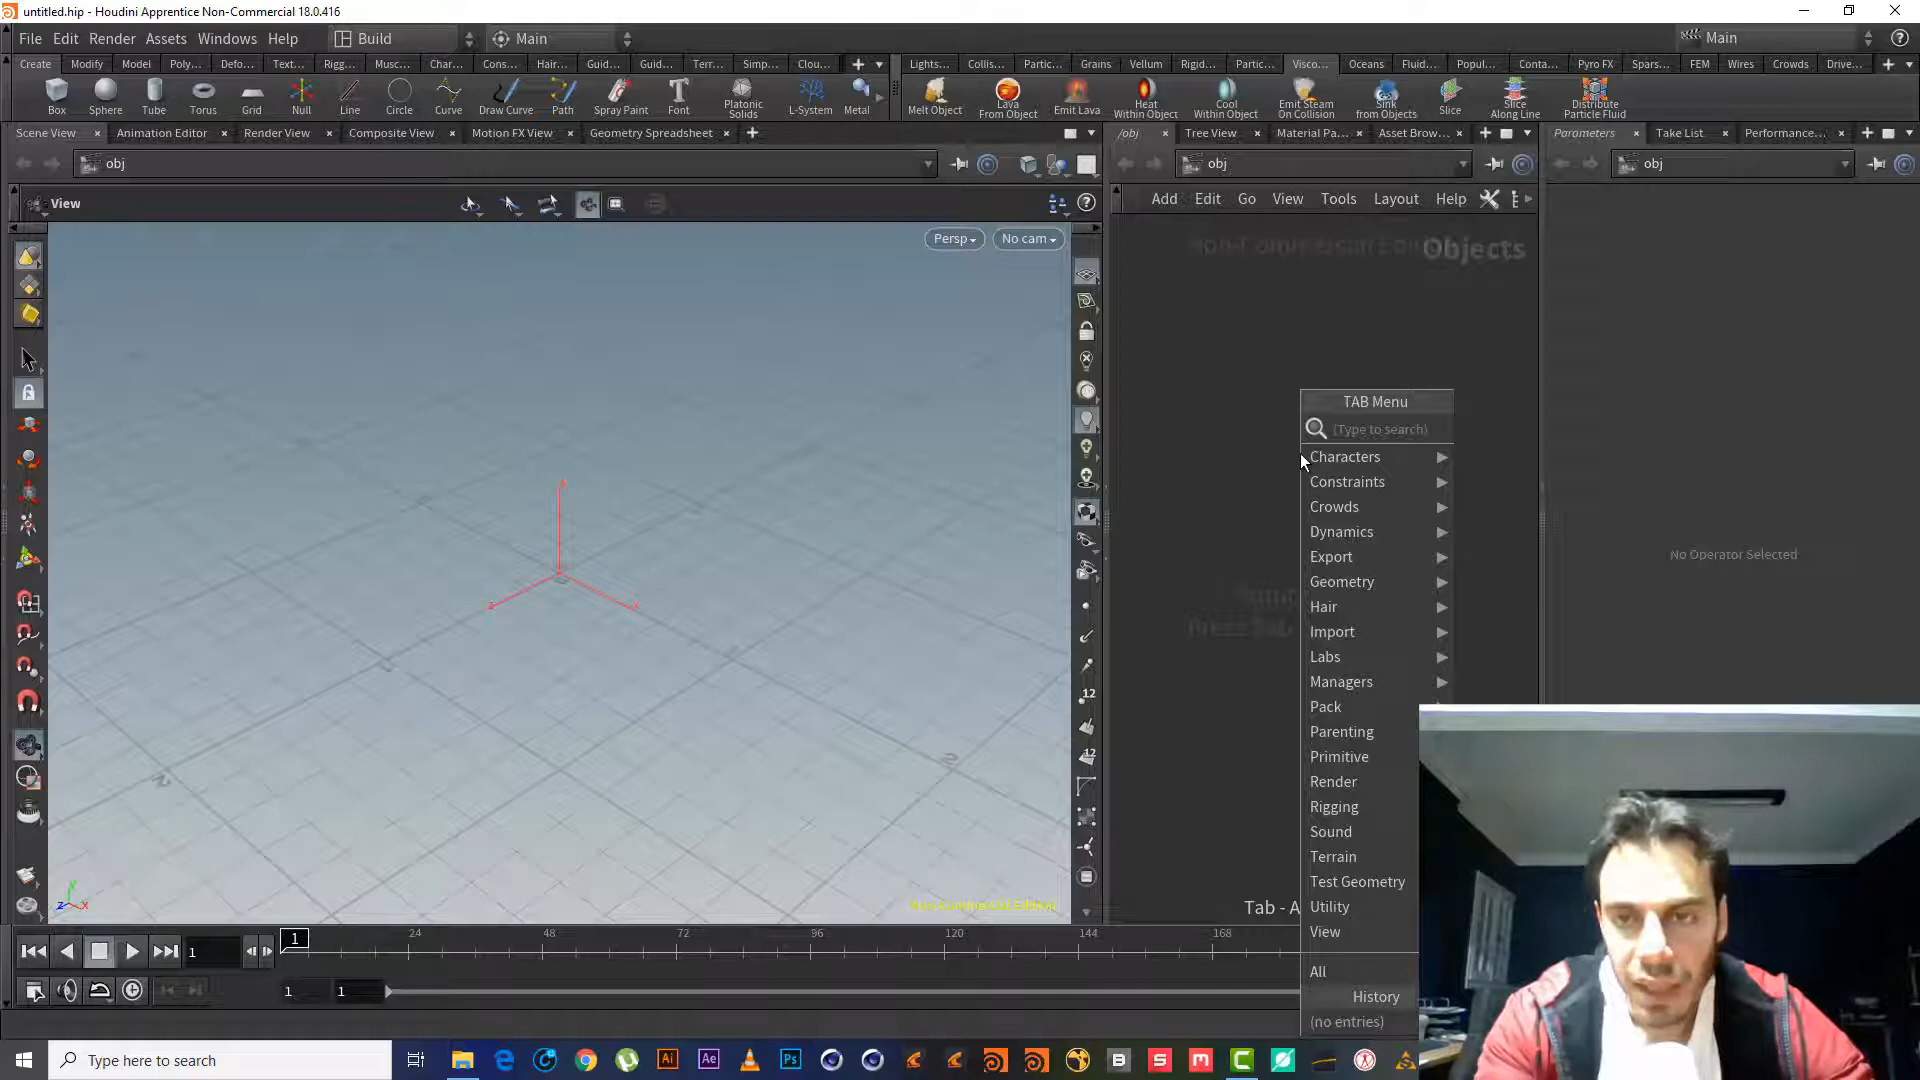 untitled.hip - Houdini Apprentice Non-Commercial 18.0.416
File Edit Render Assets Windows Help Build Main Main
Create Modify Model Poly... Defo... Text... Rigg... Musc... Char... Cons... Hair... Guid... Guid... Terr... Simp... Clou... Lights... Collis... Partic... Grains Vellum Rigid... Partic... Visco... Oceans Fluid... Popul... Conta... Pyro FX Spars... FEM Wires Crowds Drive...
Box Sphere Tube Torus Grid Null Line Circle Curve Draw Curve Path Spray Paint Font Platonic Solids L-System Metal Melt Object Lava From Object Emit Lava Heat Within Object Cool Within Object Emit Steam On Collision Sink from Objects Slice Slice Along Line Distribute Particle Fluid
Scene View Animation Editor Render View Composite View Motion FX View Geometry Spreadsheet /obj Tree View Material Pa... Asset Brow... Parameters Take List Performance...
obj obj obj
View Add Edit Go View Tools Layout Help
Persp No cam Objects
TAB Menu
(Type to search)
Characters
Constraints
Crowds
Dynamics
Export
No Operator Selected
Geometry
Hair
Import
Labs
Managers
Pack
Parenting
Primitive
Render
Rigging
Sound
Terrain
Test Geometry
Utility
View
All
History
(no entries)
12
12
z x y
z y x
Non-Commercial Edition
Tab - A
1 1 24 48 72 96 120 144 168
1 1
Type here to search
Ai Ae Ps B S M C